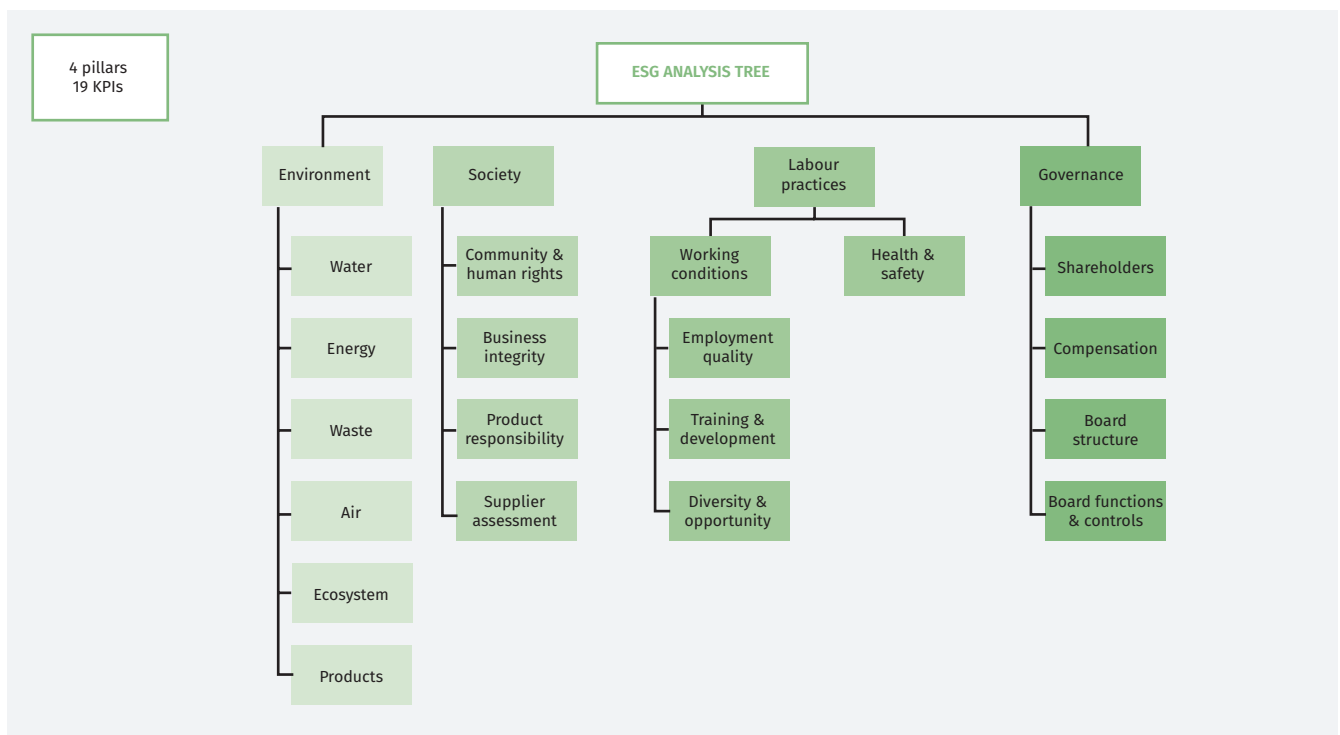 4 pillars
19 KPIs
ESG ANALYSIS TREE
Environment
Society
Labour
practices
Governance
Water
Community &
human rights
Working
conditions
Health &
safety
Shareholders
Energy
Business
integrity
Employment
quality
Compensation
Waste
Product
responsibility
Training &
development
Board
structure
Air
Supplier
assessment
Diversity &
opportunity
Board functions
& controls
Ecosystem
Products